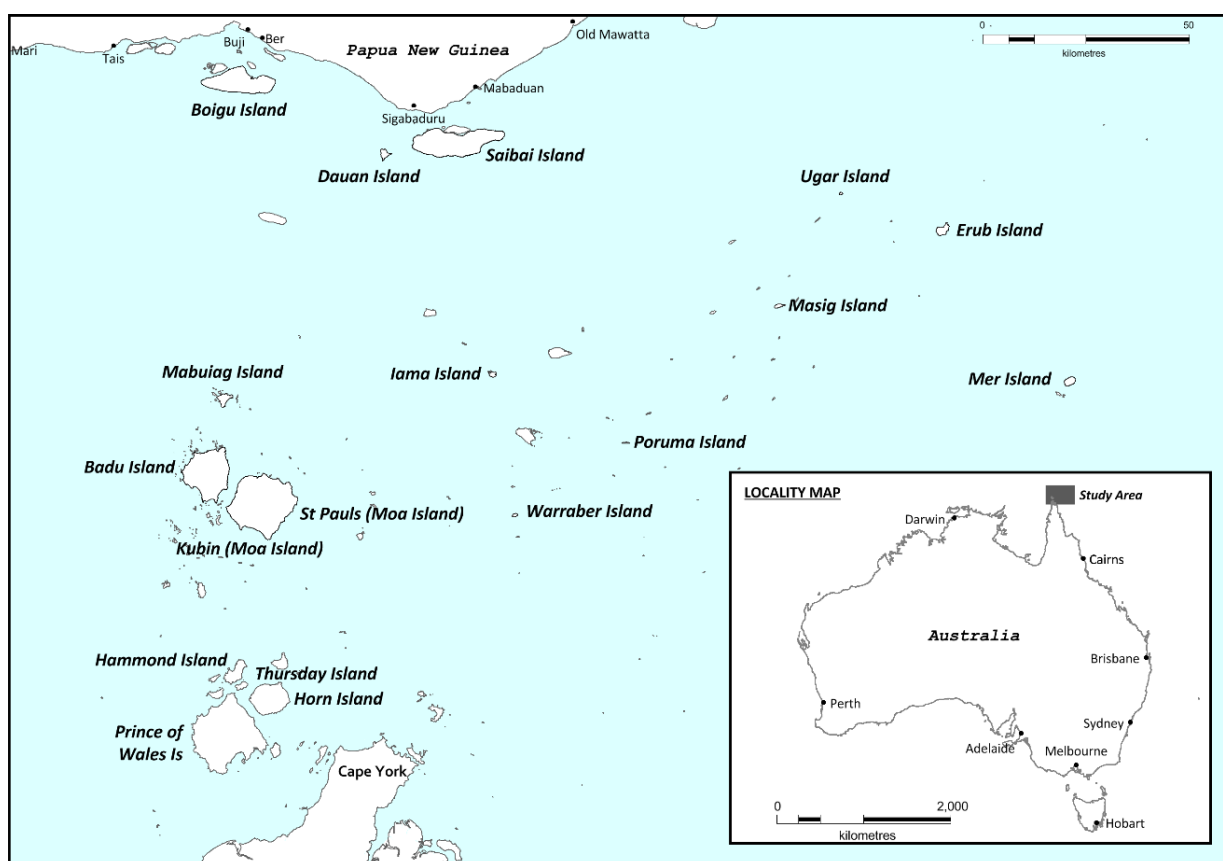 0
50
kilometres
Mari
Tais
Buji
Ber
Papua New Guinea
Old Mawatta
Mabaduan
Sigabaduru
Boigu Island
Saibai Island
Dauan Island
Ugar Island
Erub Island
Masig Island
Mabuiag Island
Iama Island
Mer Island
Poruma Island
Badu Island
St Pauls (Moa Island)
Warraber Island
Kubin (Moa Island)
Hammond Island
Thursday Island
Horn Island
Prince of
Wales Is
Cape York
LOCALITY MAP
Study Area
Darwin
Cairns
Australia
Brisbane
Perth
Sydney
Adelaide
Melbourne
Hobart
0
2,000
kilometres